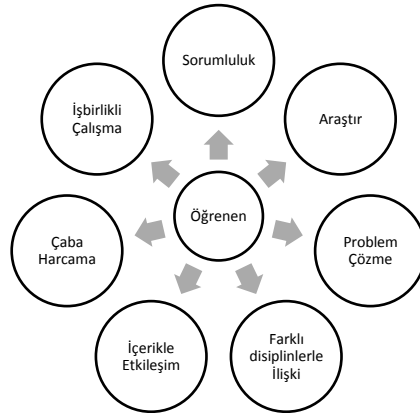 Sorumluluk
Araştır
Problem
Çözme
Farklı
disiplinlerle
İlişki
İçerikle
Etkileşim
Çaba
Harcama
İşbirlikli
Çalışma
Öğrenen